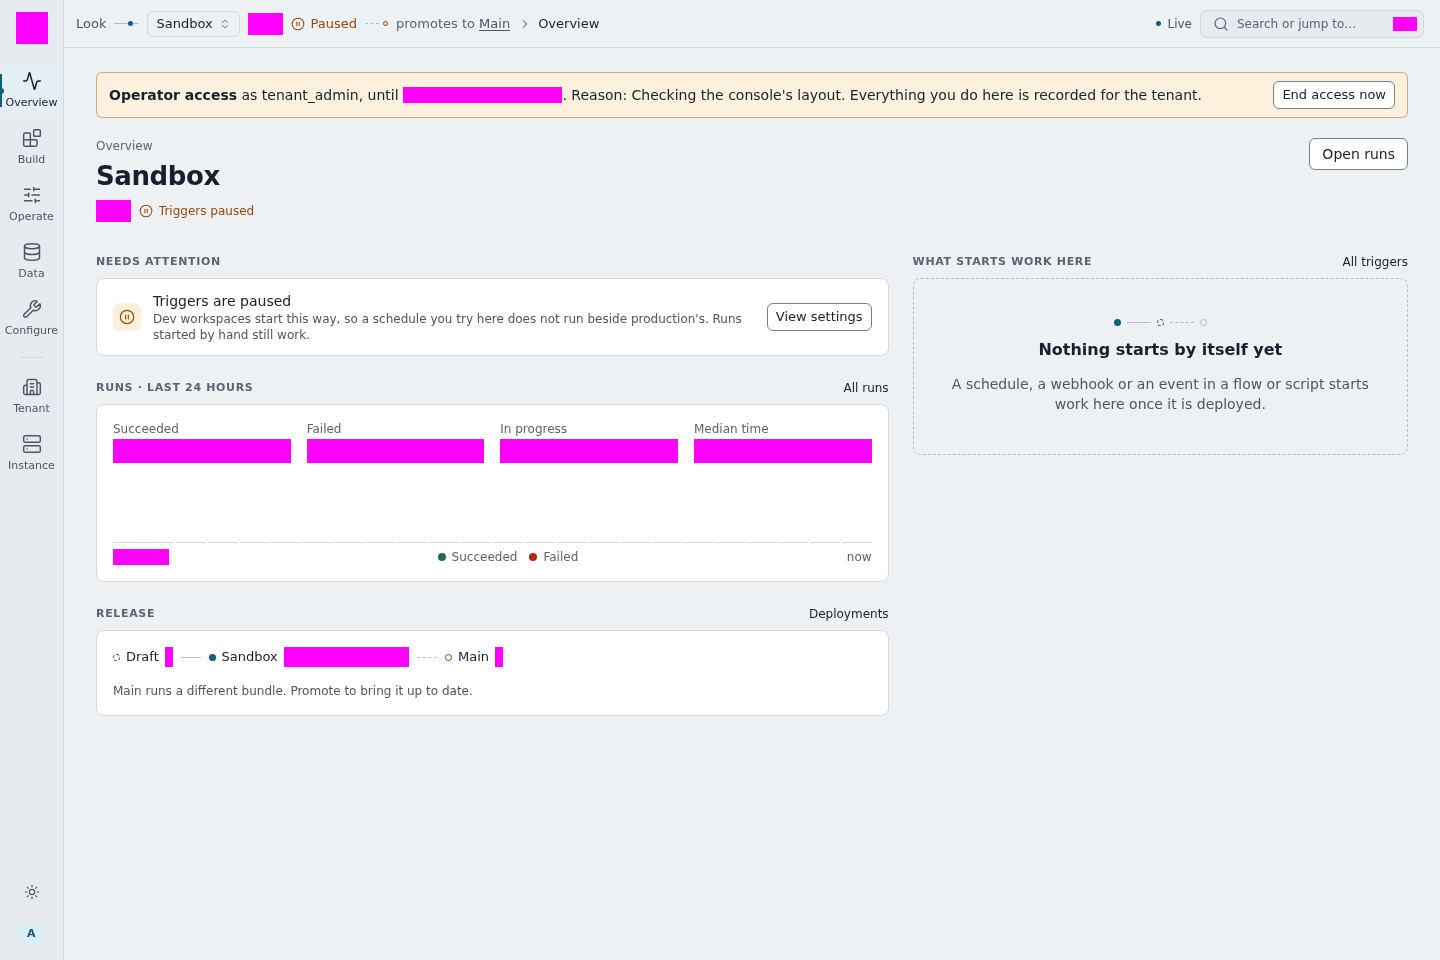 Look
Sandbox
Paused
promotes to Main
Overview
Live
Search or jump to...
Overview
Build
Operate
Data
Configure
Tenant
Instance
A
Operator access as tenant_admin, until . Reason: Checking the console's layout. Everything you do here is recorded for the tenant.
End access now
Overview
Sandbox
Triggers paused
Open runs
NEEDS ATTENTION
Triggers are paused
Dev workspaces start this way, so a schedule you try here does not run beside production's. Runs
started by hand still work.
View settings
RUNS · LAST 24 HOURS
All runs
Succeeded
Failed
In progress
Median time
Succeeded
Failed
now
RELEASE
Deployments
Draft
Sandbox
Main
Main runs a different bundle. Promote to bring it up to date.
WHAT STARTS WORK HERE
All triggers
Nothing starts by itself yet
A schedule, a webhook or an event in a flow or script starts
work here once it is deployed.